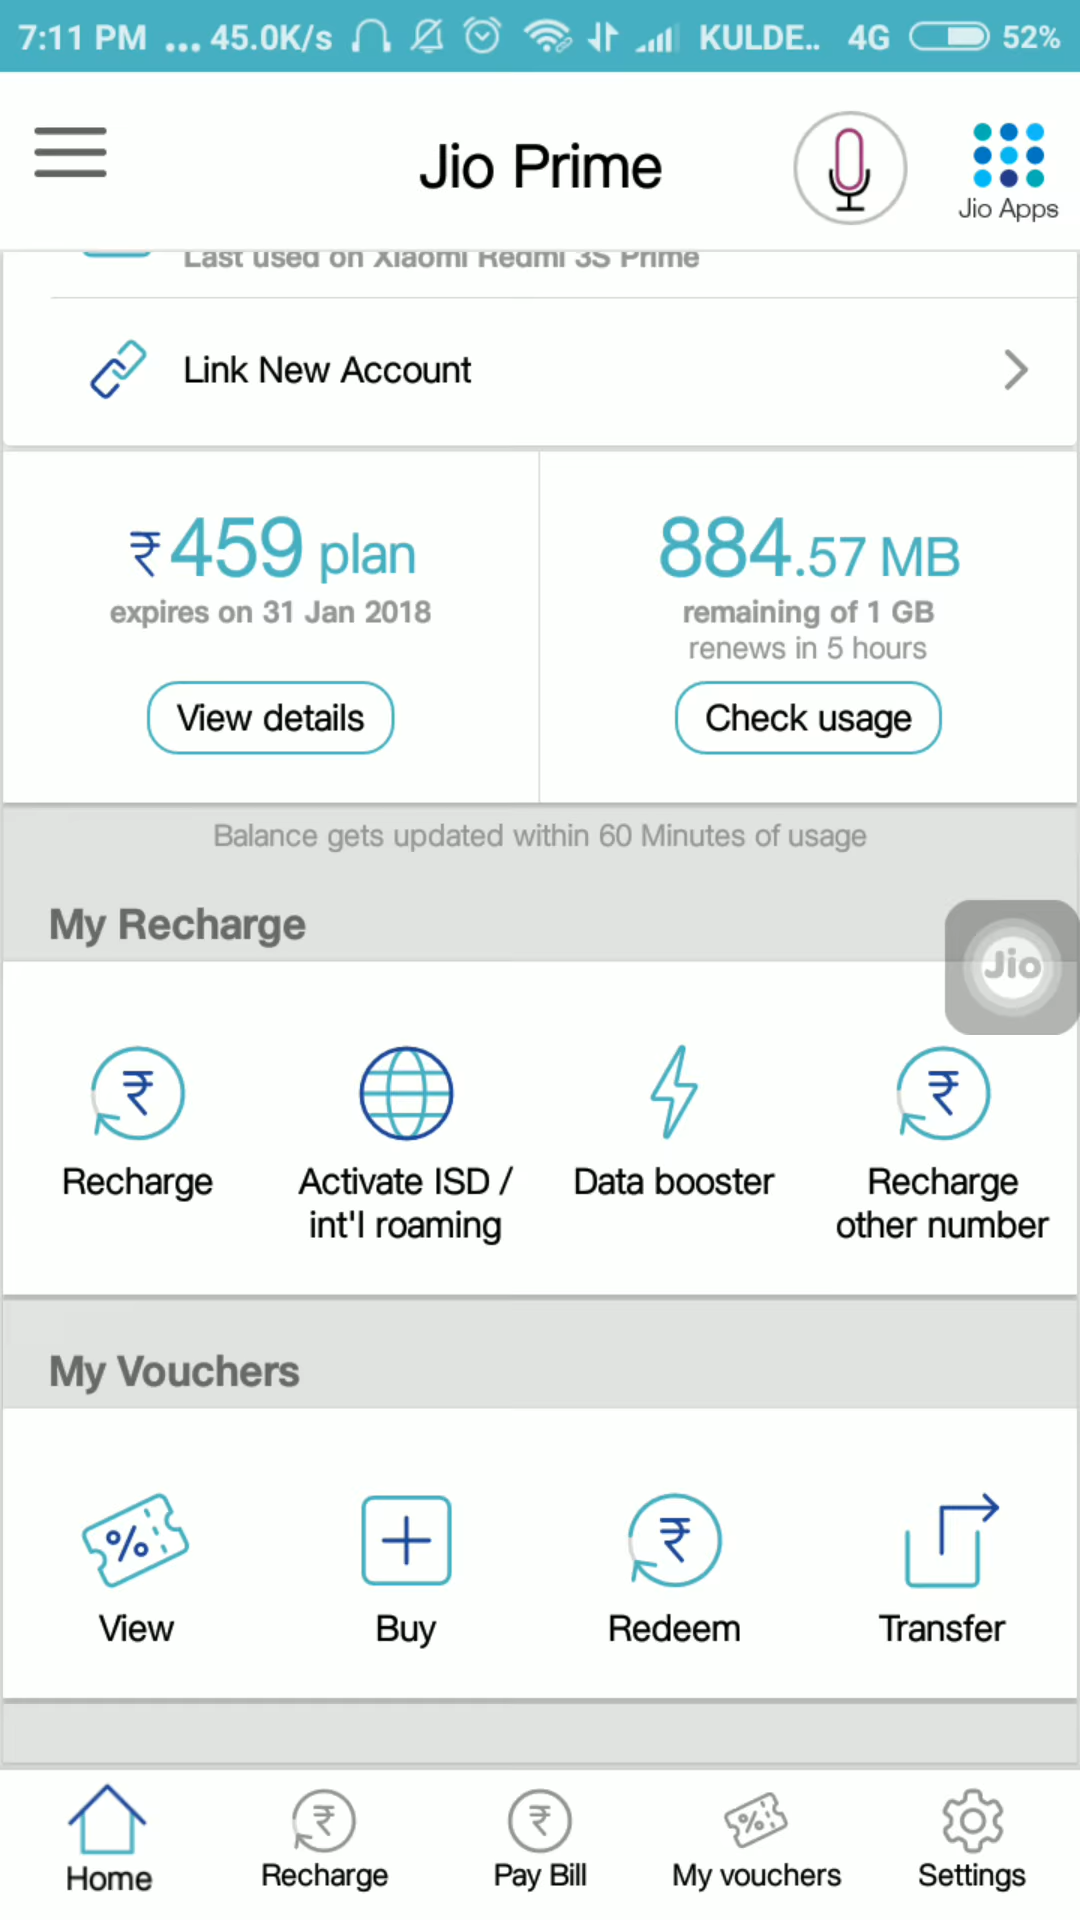 7:11 PM ... 45.0K/s KULDE.. 4G 52%
Jio Prime
Jio Apps
Last used on Xiaomi Redmi 3S Prime
Link New Account
₹459 plan
expires on 31 Jan 2018
View details
884.57 MB
remaining of 1 GB
renews in 5 hours
Check usage
Balance gets updated within 60 Minutes of usage
My Recharge
Jio
Recharge
Activate ISD /
int'l roaming
Data booster
Recharge
other number
My Vouchers
View
Buy
Redeem
Transfer
Home
Recharge
Pay Bill
My vouchers
Settings